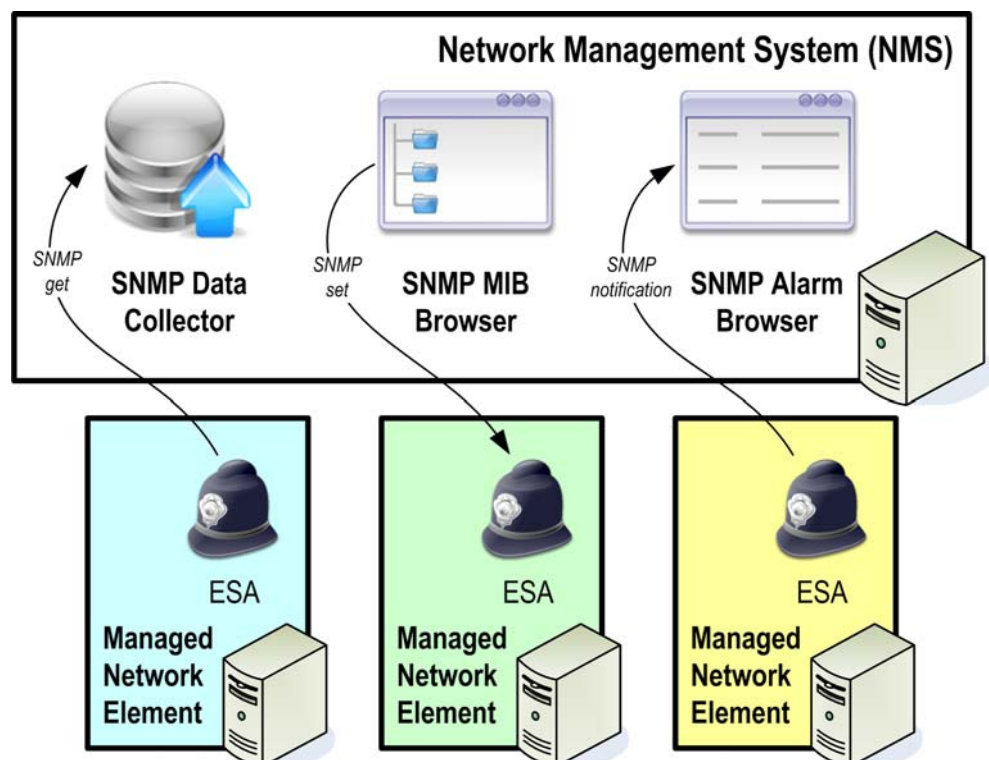 Network Management System (NMS)
SNMP
get
SNMP Data
Collector
SNMP
set
SNMP MIB
Browser
SNMP
notification
SNMP Alarm
Browser
ESA
Managed
Network
Element
ESA
Managed
Network
Element
ESA
Managed
Network
Element